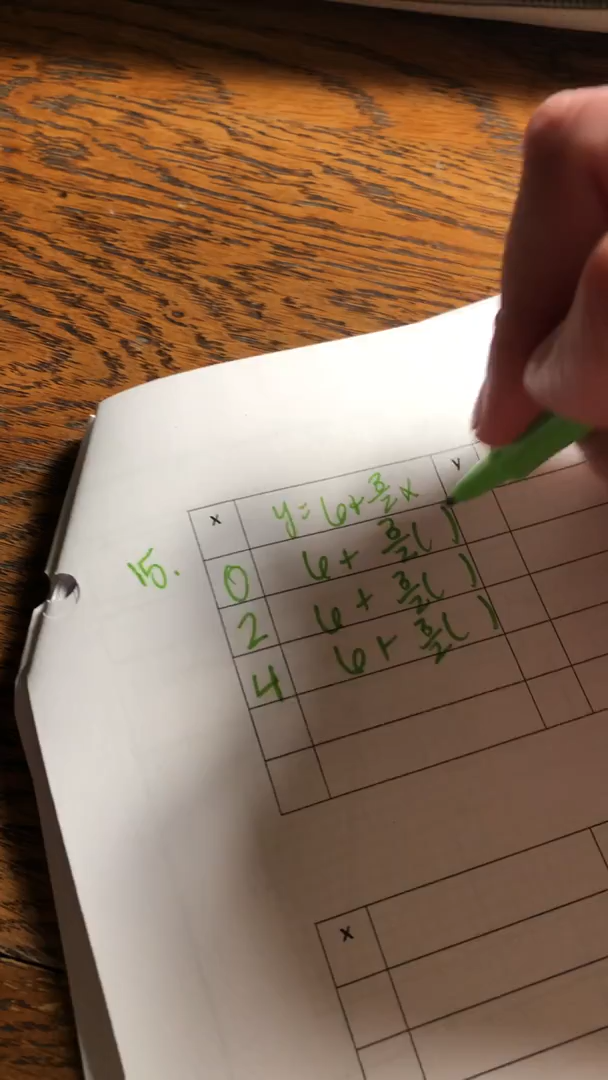 x y = 6 + 3/2 x y
15. 0 6 + 3/2 ( )
2 6 + 3/2 ( )
4 6 + 3/2 ( )
x